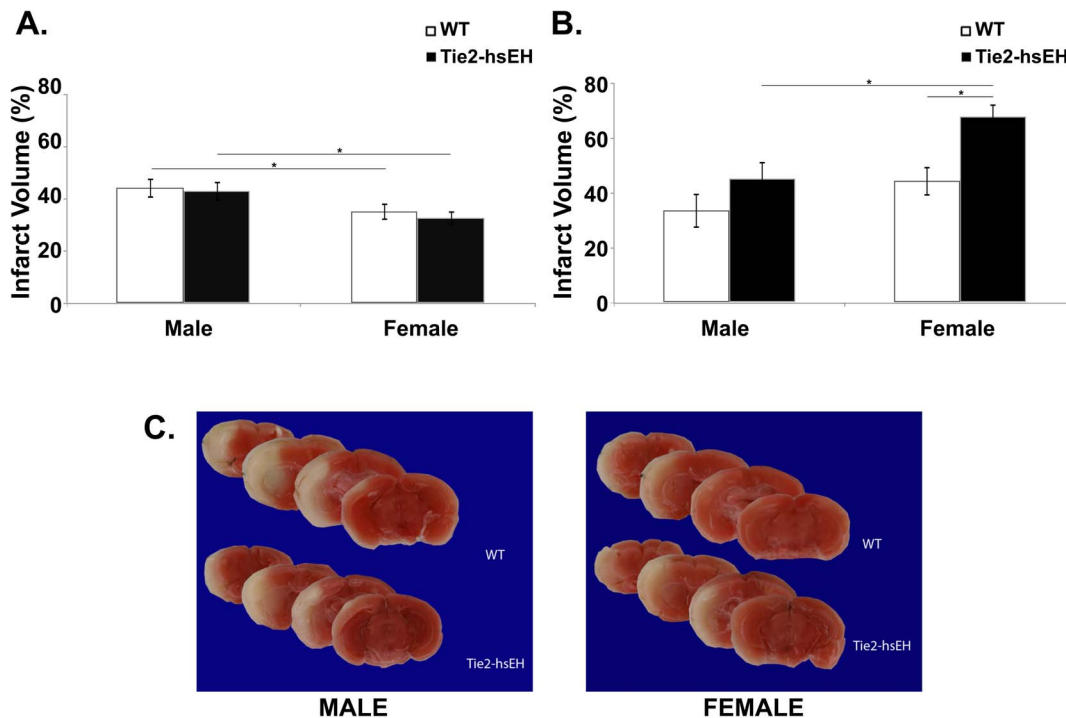 A.
WT
Tie2-hsEH
Infarct Volume (%)
80
60
40
20
0
*
*
Male
Female
B.
WT
Tie2-hsEH
Infarct Volume (%)
80
60
40
20
0
*
*
Male
Female
C.
WT
Tie2-hsEH
MALE
WT
Tie2-hsEH
FEMALE